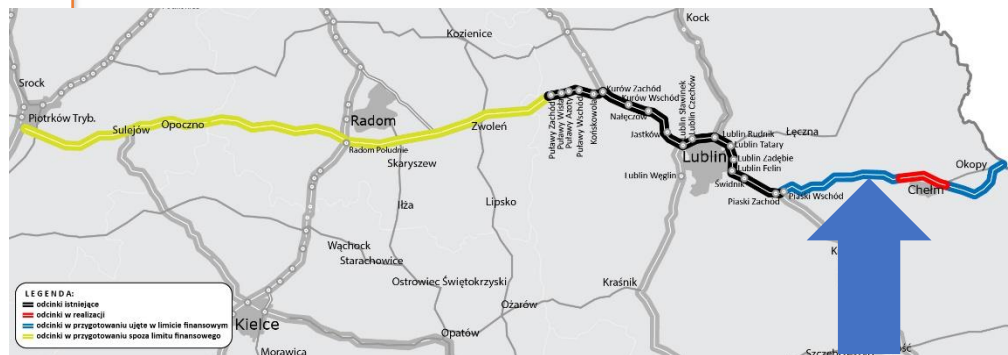 Kock
Kozienice
Srock
Piotrków Tryb.
Sulejów
Opoczno
Radom
Radom Południe
Skaryszew
Zwoleń
Puławy Zachód
Puławy Wisła
Puławy Azoty
Puławy Wschód
Końskowola
Kurów Zachód
Kurów Wschód
Nałęczów
Jastków
Lublin Sławinek
Lublin Czechów
Lublin Rudnik
Lublin Tatary
Lublin Zadębie
Lublin Felin
Lublin
Lublin Węglin
Świdnik
Piaski Zachód
Piaski Wschód
Łęczna
Okopy
Chełm
Iłża
Lipsko
Wąchock
Starachowice
Ostrowiec Świętokrzyski
Kraśnik
Ożarów
Opatów
Kielce
Morawica
LEGENDA:
odcinki istniejące
odcinki w realizacji
odcinki w przygotowaniu ujęte w limicie finansowym
odcinki w przygotowaniu spoza limitu finansowego